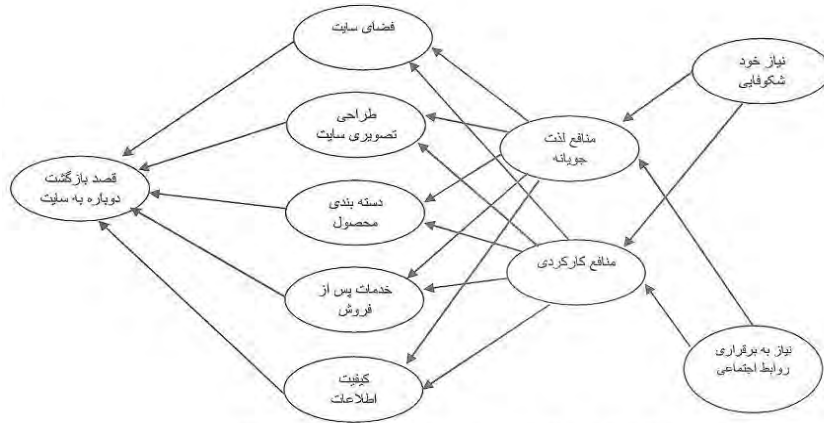 فضای سایت
نیاز خود
شکوفایی
طراحی
تصویری سایت
منافع لذت
جویانه
قصد بازگشت
دوباره به سایت
دسته بندی
محصول
منافع کارکردی
خدمات پس از
فروش
نیاز به برقراری
روابط اجتماعی
کیفیت
اطلاعات